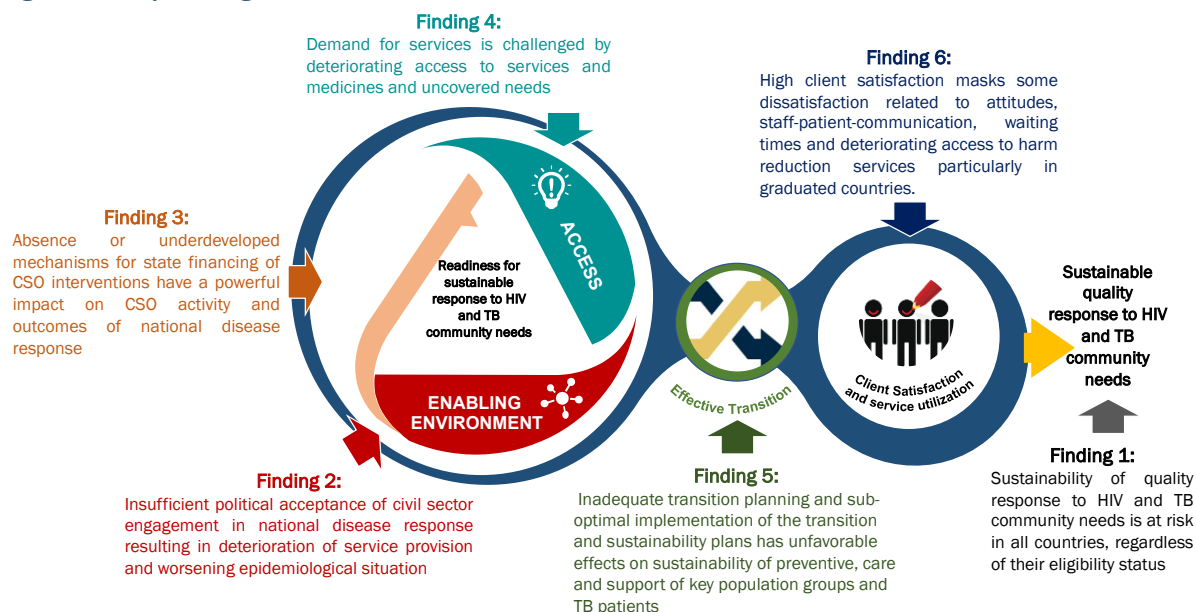 Finding 4:
Demand for services is challenged by
deteriorating access to services and
medicines and uncovered needs
Finding 6:
High client satisfaction masks some
dissatisfaction related to attitudes,
staff-patient-communication, waiting
times and deteriorating access to harm
reduction services particularly in
graduated countries.
Finding 3:
Absence or underdeveloped
mechanisms for state financing of
CSO interventions have a powerful
impact on CSO activity and
outcomes of national disease
response
ACCESS
Readiness for
sustainable
response to HIV
and TB
community needs
ENABLING
ENVIRONMENT
Effective Transition
Client Satisfaction
and service utilization
Sustainable
quality
response to HIV
and TB
community
needs
Finding 2:
Insufficient political acceptance of civil sector
engagement in national disease response
resulting in deterioration of service provision
and worsening epidemiological situation
Finding 5:
Inadequate transition planning and sub-
optimal implementation of the transition
and sustainability plans has unfavorable
effects on sustainability of preventive, care
and support of key population groups and
TB patients
Finding 1:
Sustainability of quality
response to HIV and TB
community needs is at risk
in all countries, regardless
of their eligibility status